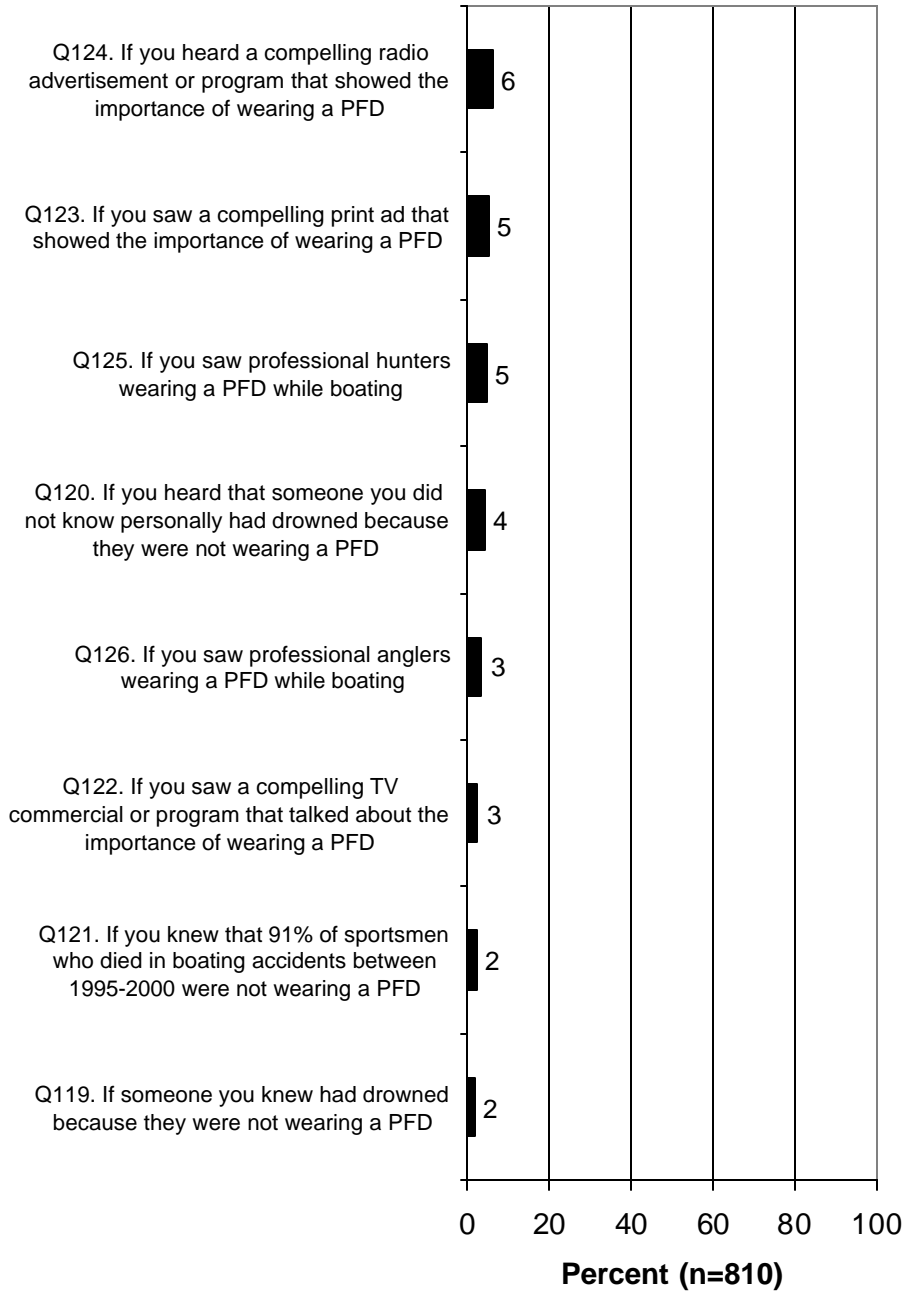 Q124. If you heard a compelling radio
advertisement or program that showed the
importance of wearing a PFD
6
Q123. If you saw a compelling print ad that
showed the importance of wearing a PFD
5
Q125. If you saw professional hunters
wearing a PFD while boating
5
Q120. If you heard that someone you did
not know personally had drowned because
they were not wearing a PFD
4
Q126. If you saw professional anglers
wearing a PFD while boating
3
Q122. If you saw a compelling TV
commercial or program that talked about the
importance of wearing a PFD
3
Q121. If you knew that 91% of sportsmen
who died in boating accidents between
1995-2000 were not wearing a PFD
2
Q119. If someone you knew had drowned
because they were not wearing a PFD
2
0 20 40 60 80 100
Percent (n=810)